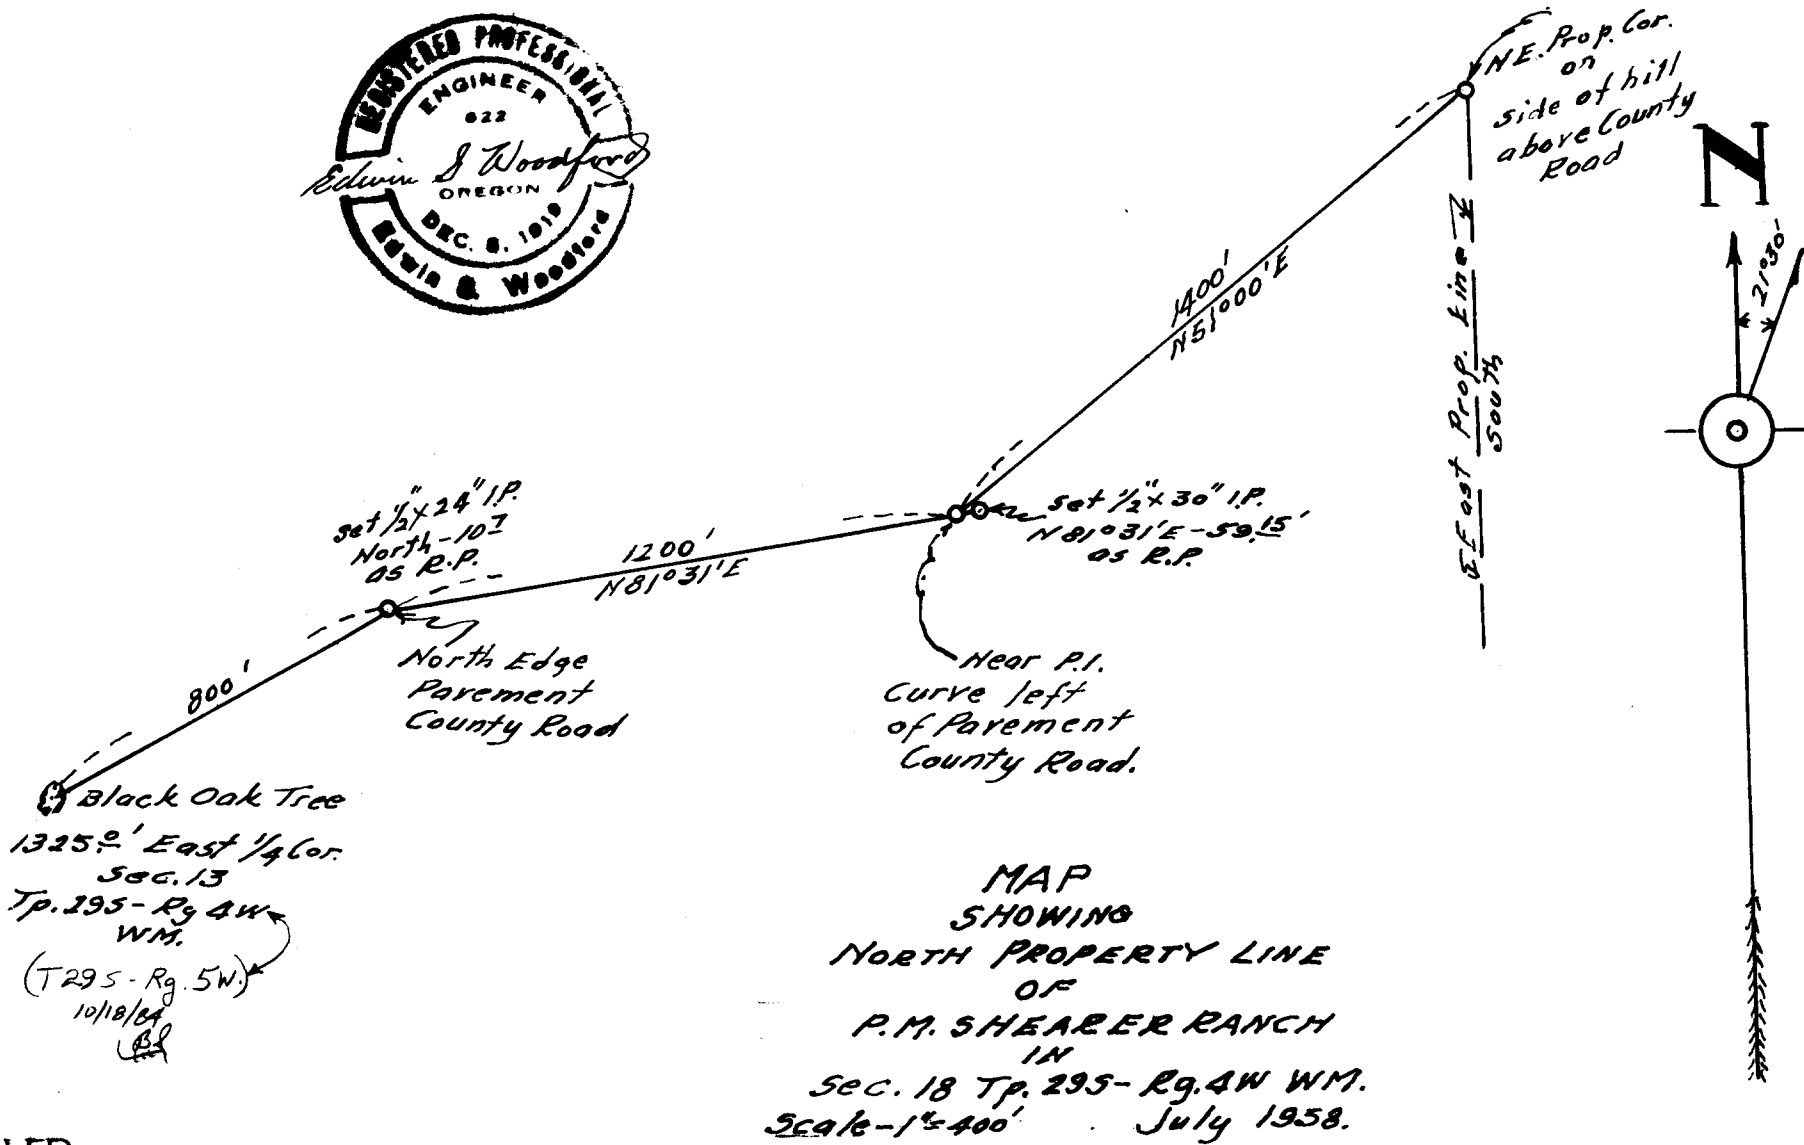 REGISTERED PROFESSIONAL
ENGINEER
622
Edwin S Woodford
OREGON
DEC. 8, 1919
Edwin S Woodford
N.E. Prop. Cor.
on
side of hill
above County
Road
N
21°30'
1400'
N51°00'E
East Prop. Line
South
set 1/2" x 24" I.P.
North-10.7
as R.P.
1200'
N81°31'E
set 1/2" x 30" I.P.
N81°31'E-59.15'
as R.P.
800'
North Edge
Pavement
County Road
Near P.I.
Curve left
of Pavement
County Road.
Black Oak Tree
1325.0' East 1/4 Cor.
Sec. 13
Tp. 29S-Rg 4W
WM.
(T29S-Rg. 5W.)
10/18/84
MAP
SHOWING
NORTH PROPERTY LINE
OF
P.M. SHEARER RANCH
IN
Sec. 18 Tp. 29S-Rg. 4W WM.
Scale-1"=400' July 1958.